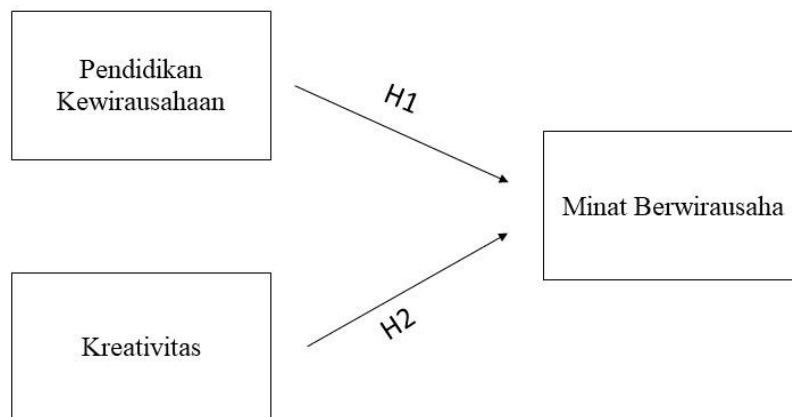 Pendidikan
Kewirausahaan
H1
Minat Berwirausaha
H2
Kreativitas